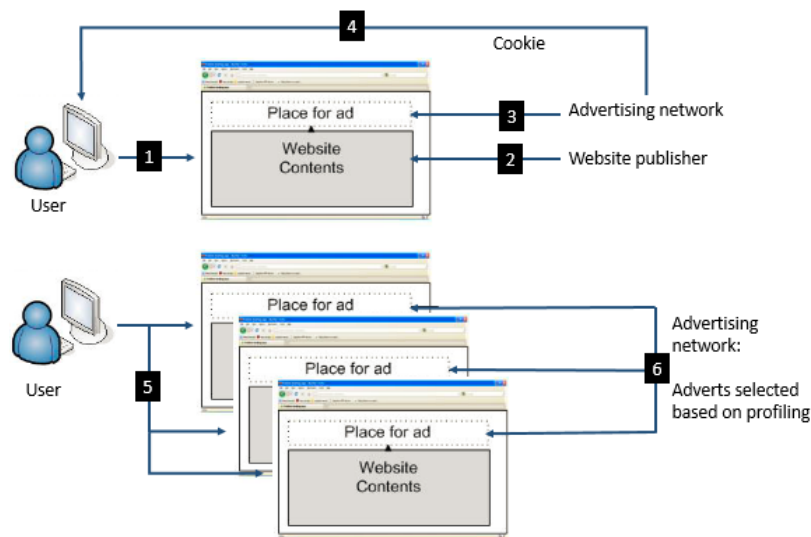 4
Cookie
Place for ad
3
Advertising network
1
Website
Contents
2
Website publisher
User
Place for ad
Advertising
network:
Place for ad
6
User
5
Adverts selected
based on profiling
Place for ad
Website
Contents